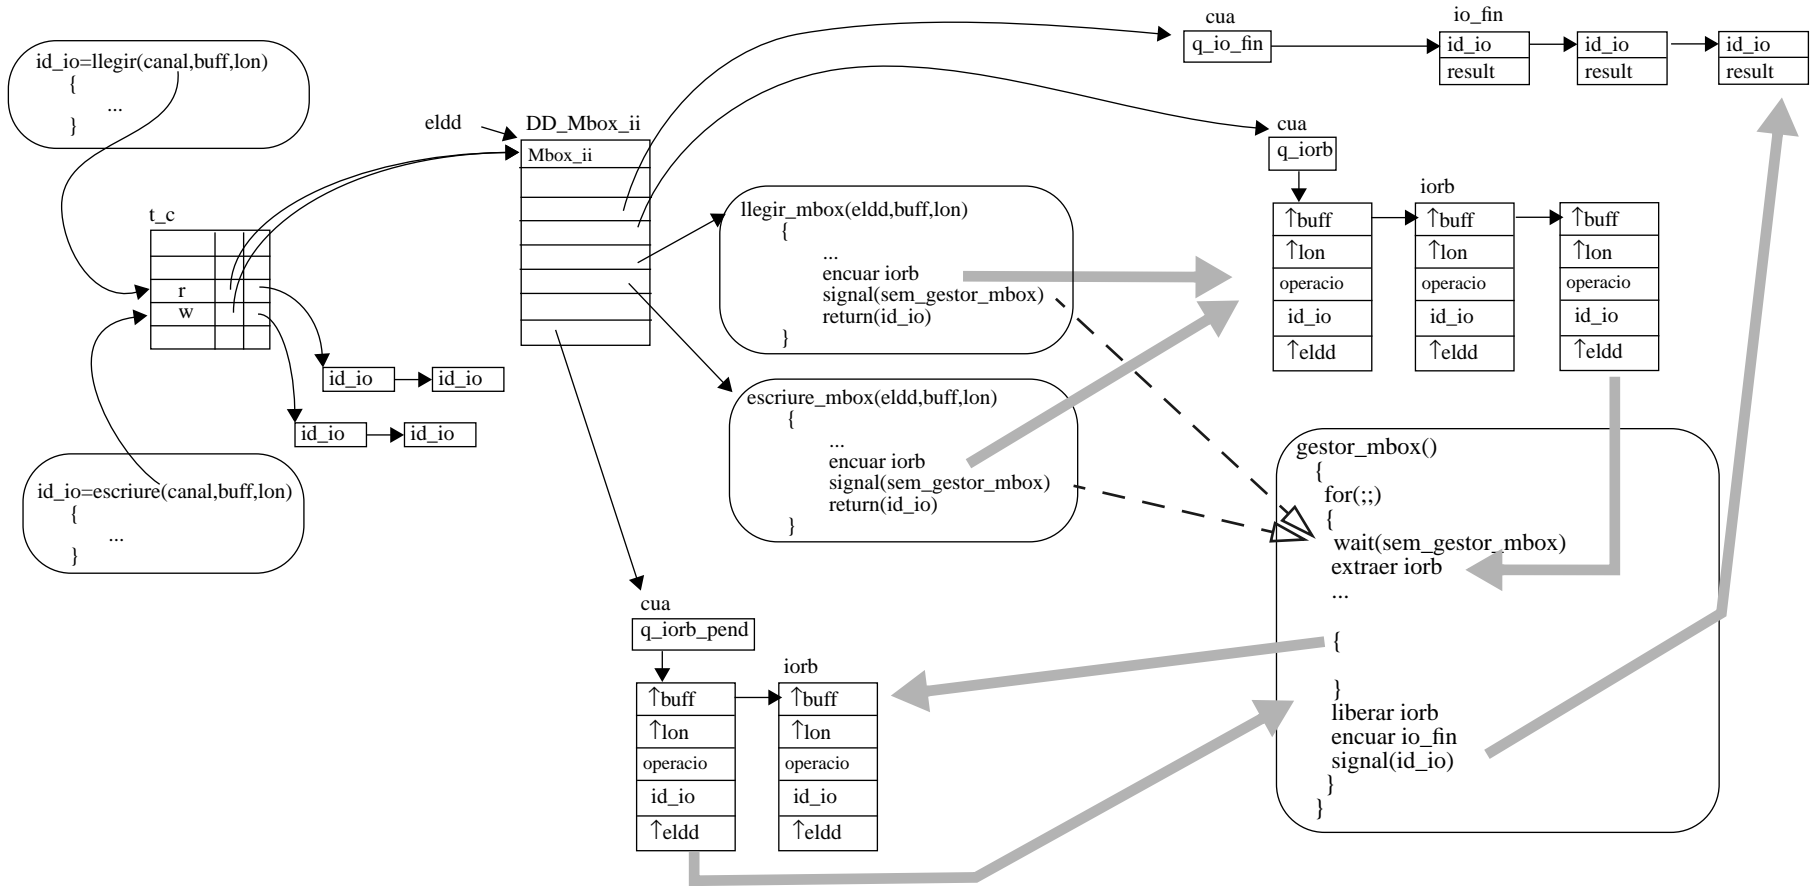 cua
q_io_fin
io_fin
id_io
result
id_io
result
id_io
result
id_io=llegir(canal,buff,lon)
{
...
}
eldd
DD_Mbox_ii
Mbox_ii
cua
q_iorb
iorb
↑buff
↑lon
operacio
id_io
↑eldd
↑buff
↑lon
operacio
id_io
↑eldd
↑buff
↑lon
operacio
id_io
↑eldd
t_c
r
w
id_io
id_io
id_io
id_io
llegir_mbox(eldd,buff,lon)
{
...
encuar iorb
signal(sem_gestor_mbox)
return(id_io)
}
escriure_mbox(eldd,buff,lon)
{
...
encuar iorb
signal(sem_gestor_mbox)
return(id_io)
}
id_io=escriure(canal,buff,lon)
{
...
}
gestor_mbox()
{
for(;;)
{
wait(sem_gestor_mbox)
extraer iorb
...
{
}
liberar iorb
encuar io_fin
signal(id_io)
}
}
cua
q_iorb_pend
iorb
↑buff
↑lon
operacio
id_io
↑eldd
↑buff
↑lon
operacio
id_io
↑eldd